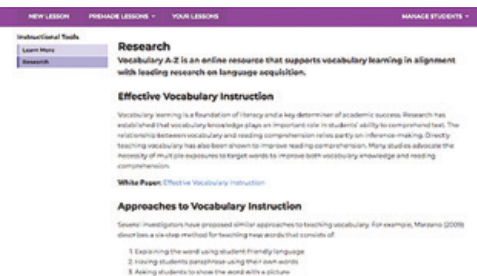 NEW LESSON PREMADE LESSONS YOUR LESSONS MANAGE STUDENTS
Instructional Tools
Learn More
Research
Research
Vocabulary A-Z is an online resource that supports vocabulary learning in alignment
with leading research on language acquisition.
Effective Vocabulary Instruction
Vocabulary learning is a foundation of literacy and a key determiner of academic success. Research has
established that vocabulary knowledge plays an important role in students' ability to comprehend text. The
relationship between vocabulary and reading comprehension relies partly on inference-making. Directly
teaching vocabulary has also been shown to improve reading comprehension. Many studies advocate the
necessity of multiple exposures to target words to improve both vocabulary knowledge and reading
comprehension.
White Paper: Effective Vocabulary Instruction
Approaches to Vocabulary Instruction
Several investigators have proposed similar approaches to teaching vocabulary. For example, Marzano (2009)
describes a six-step method for teaching new words that consists of:
1. Explaining the word using student-friendly language
2. Having students paraphrase using their own words
3. Asking students to show the word with a picture